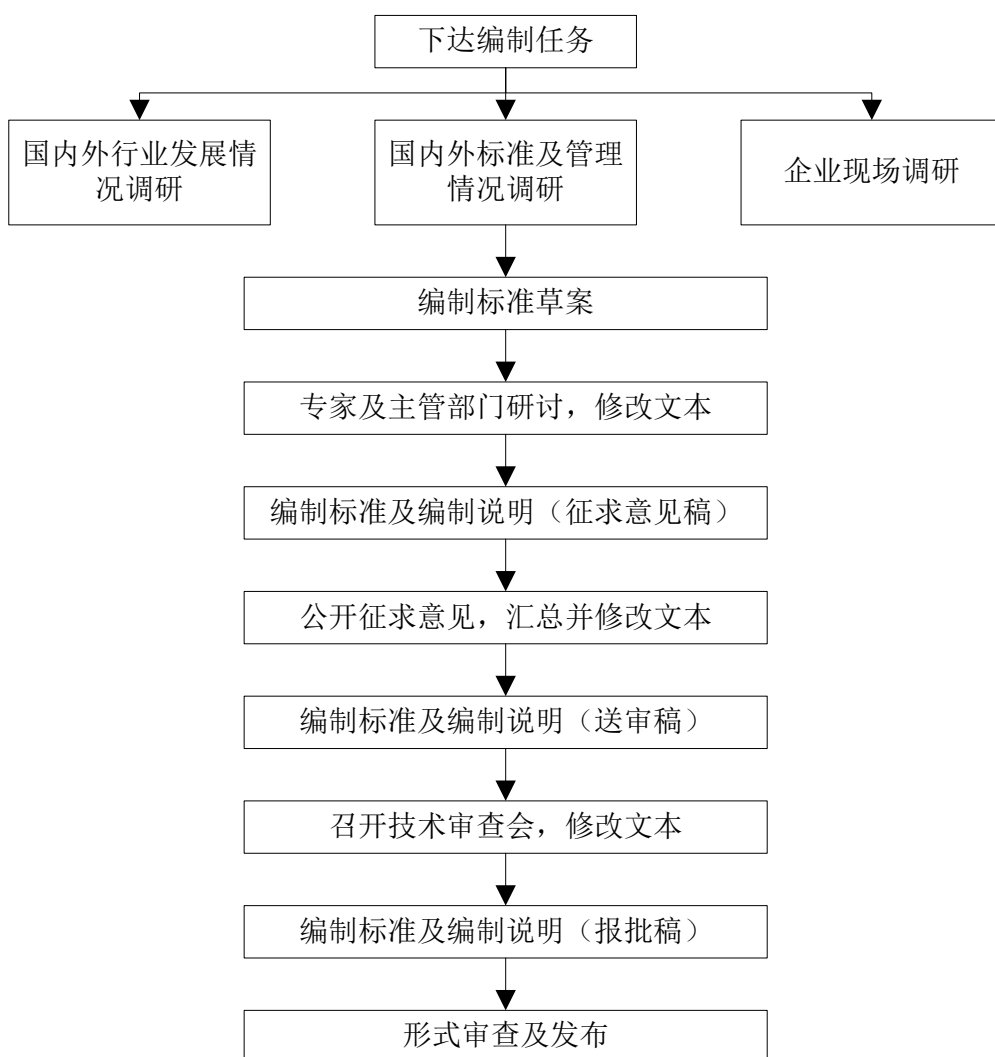 下达编制任务
国内外行业发展情
况调研
国内外标准及管理
情况调研
企业现场调研
编制标准草案
专家及主管部门研讨，修改文本
编制标准及编制说明（征求意见稿）
公开征求意见，汇总并修改文本
编制标准及编制说明（送审稿）
召开技术审查会，修改文本
编制标准及编制说明（报批稿）
形式审查及发布